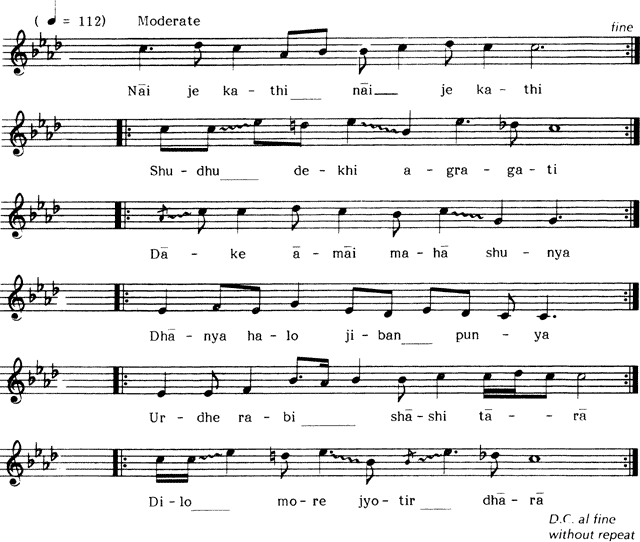 ( ♩ = 112) Moderate
fine
Nāi je ka-thi___ nāi___ je ka-thi
Shu-dhu___ de-khi a-gra-ga-ti
Dā-ke ā-māi ma-hā shu-nya
Dhā-nya ha-lo ji-ban___ pun-ya
Ur-dhe ra-bi___ shā-shi tā-rā
Di-lo___ mo-re jyo-tir___ dhā-rā
D.C. al fine
without repeat